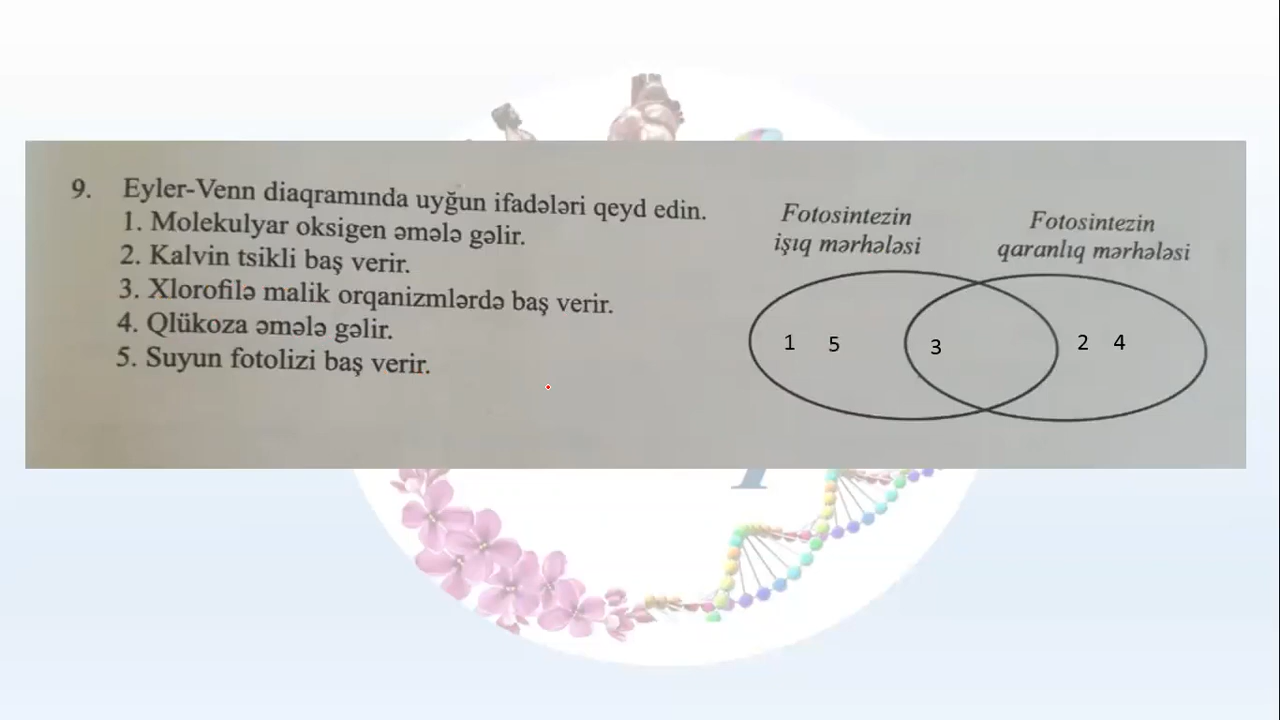 9. Eyler-Venn diaqramında uyğun ifadələri qeyd edin.
1. Molekulyar oksigen əmələ gəlir.
2. Kalvin tsikli baş verir.
3. Xlorofilə malik orqanizmlərdə baş verir.
4. Qlükoza əmələ gəlir.
5. Suyun fotolizi baş verir.
Fotosintezin
işıq mərhələsi
Fotosintezin
qaranlıq mərhələsi
1 5 3 2 4